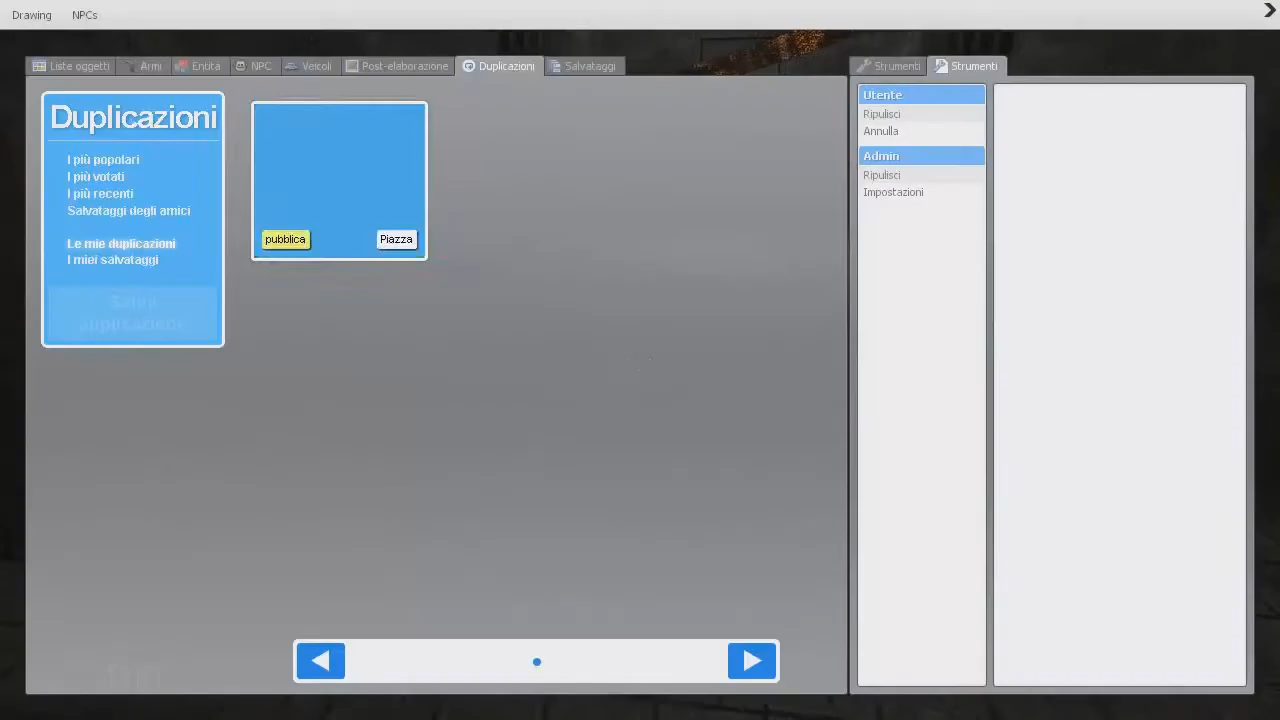 Drawing NPCs
Liste oggetti Armi Entità NPC Veicoli Post-elaborazione Duplicazioni Salvataggi Strumenti Strumenti
Duplicazioni
I più popolari
I più votati
I più recenti
Salvataggi degli amici
Le mie duplicazioni
I miei salvataggi
Salva
pubblica Piazza
Utente
Ripulisci
Annulla
Admin
Ripulisci
Impostazioni